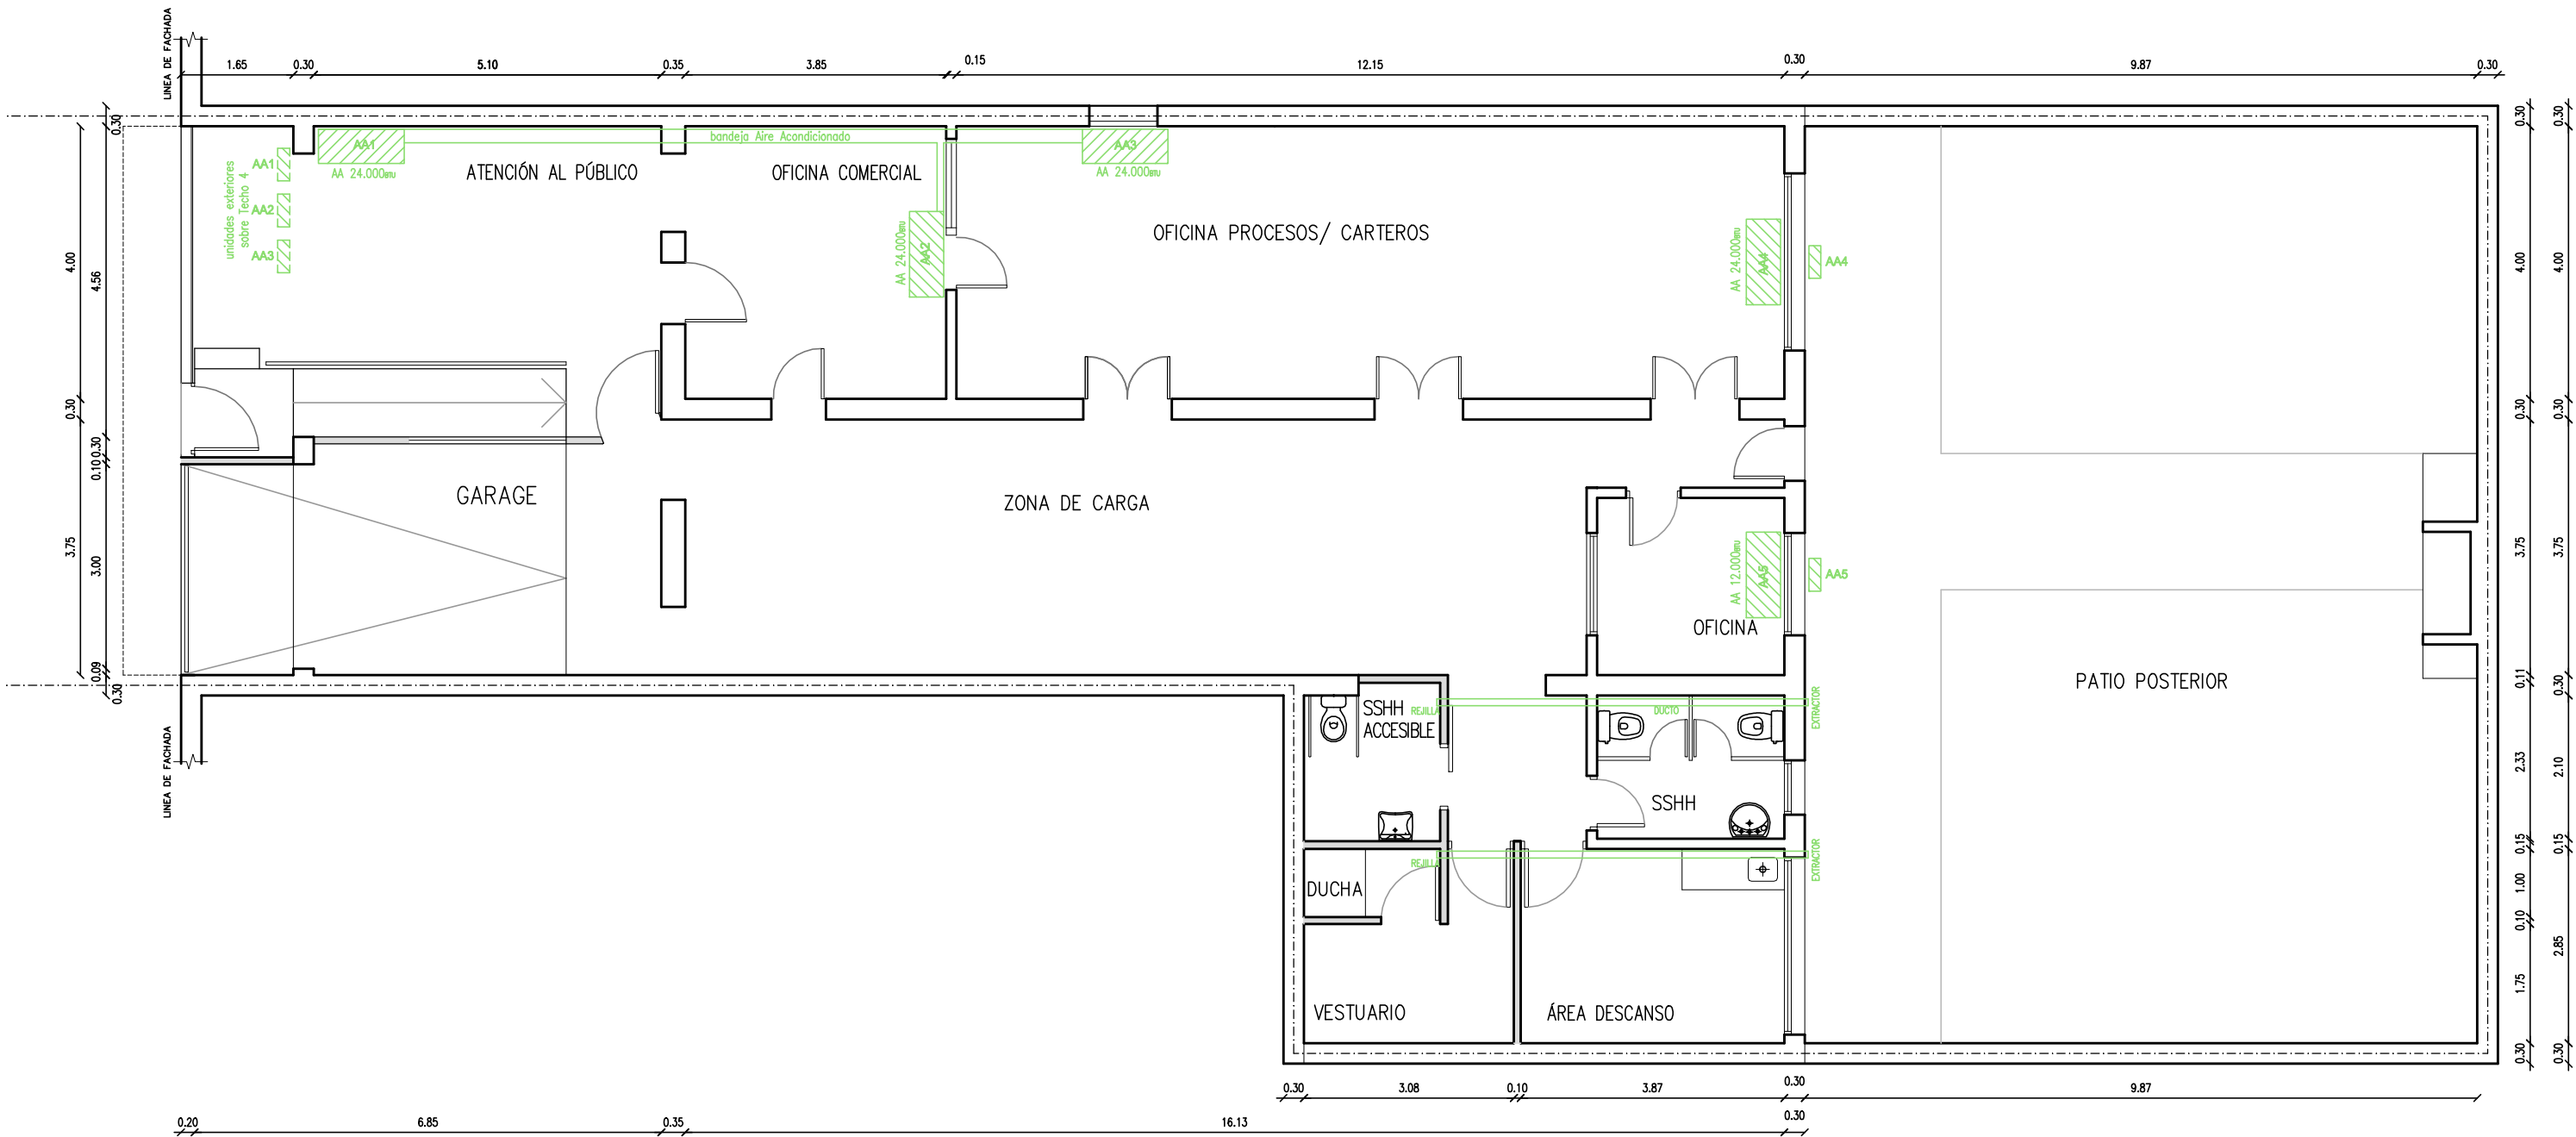 LINEA DE FACHADA
1.65
0.30
5.10
0.35
3.85
0.15
12.15
0.30
9.87
0.30
0.30
4.00
4.56
0.30
0.30
0.10
3.75
3.00
0.09
0.30
AA1
AA2
AA3
unidades exteriores
sobre Techo 4
AA1
AA 24.000BTU
bandeja Aire Acondicionado
ATENCIÓN AL PÚBLICO
OFICINA COMERCIAL
AA 24.000BTU
AA2
AA3
AA 24.000BTU
OFICINA PROCESOS/ CARTEROS
AA 24.000BTU
AA4
AA4
GARAGE
ZONA DE CARGA
AA 12.000BTU
AA5
AA5
OFICINA
PATIO POSTERIOR
LINEA DE FACHADA
SSHH
ACCESIBLE
REJILLA
DUCTO
EXTRACTOR
SSHH
REJILLA
EXTRACTOR
DUCHA
VESTUARIO
ÁREA DESCANSO
0.30
4.00
0.30
3.75
0.11
2.33
0.15
1.00
0.10
1.75
0.30
0.30
4.00
0.30
3.75
0.30
2.10
0.15
2.85
0.30
0.30
3.08
0.10
3.87
0.30
9.87
0.20
6.85
0.35
16.13
0.30